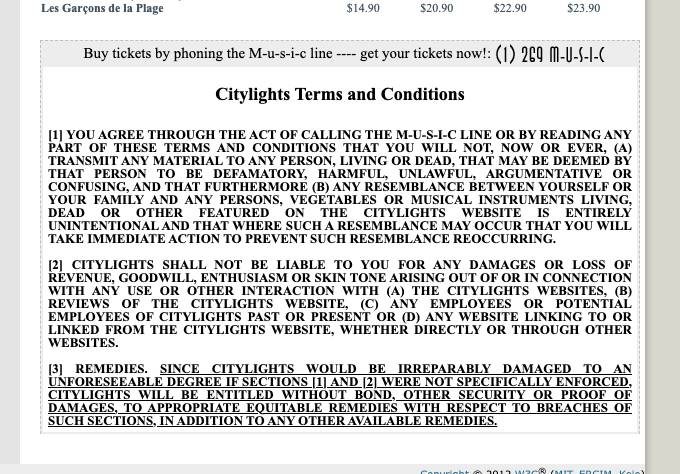 Les Garçons de la Plage $14.90 $20.90 $22.90 $23.90
Buy tickets by phoning the M-u-s-i-c line ---- get your tickets now!: (1) 269 M-U-S-I-C
Citylights Terms and Conditions
[1] YOU AGREE THROUGH THE ACT OF CALLING THE M-U-S-I-C LINE OR BY READING ANY
PART OF THESE TERMS AND CONDITIONS THAT YOU WILL NOT, NOW OR EVER, (A)
TRANSMIT ANY MATERIAL TO ANY PERSON, LIVING OR DEAD, THAT MAY BE DEEMED BY
THAT PERSON TO BE DEFAMATORY, HARMFUL, UNLAWFUL, ARGUMENTATIVE OR
CONFUSING, AND THAT FURTHERMORE (B) ANY RESEMBLANCE BETWEEN YOURSELF OR
YOUR FAMILY AND ANY PERSONS, VEGETABLES OR MUSICAL INSTRUMENTS LIVING,
DEAD OR OTHER FEATURED ON THE CITYLIGHTS WEBSITE IS ENTIRELY
UNINTENTIONAL AND THAT WHERE SUCH A RESEMBLANCE MAY OCCUR THAT YOU WILL
TAKE IMMEDIATE ACTION TO PREVENT SUCH RESEMBLANCE REOCCURRING.
[2] CITYLIGHTS SHALL NOT BE LIABLE TO YOU FOR ANY DAMAGES OR LOSS OF
REVENUE, GOODWILL, ENTHUSIASM OR SKIN TONE ARISING OUT OF OR IN CONNECTION
WITH ANY USE OR OTHER INTERACTION WITH (A) THE CITYLIGHTS WEBSITES, (B)
REVIEWS OF THE CITYLIGHTS WEBSITE, (C) ANY EMPLOYEES OR POTENTIAL
EMPLOYEES OF CITYLIGHTS PAST OR PRESENT OR (D) ANY WEBSITE LINKING TO OR
LINKED FROM THE CITYLIGHTS WEBSITE, WHETHER DIRECTLY OR THROUGH OTHER
WEBSITES.
[3] REMEDIES. SINCE CITYLIGHTS WOULD BE IRREPARABLY DAMAGED TO AN
UNFORESEEABLE DEGREE IF SECTIONS [1] AND [2] WERE NOT SPECIFICALLY ENFORCED,
CITYLIGHTS WILL BE ENTITLED WITHOUT BOND, OTHER SECURITY OR PROOF OF
DAMAGES, TO APPROPRIATE EQUITABLE REMEDIES WITH RESPECT TO BREACHES OF
SUCH SECTIONS, IN ADDITION TO ANY OTHER AVAILABLE REMEDIES.
Copyright © 2012 W3C® (MIT, ERCIM, Keio)